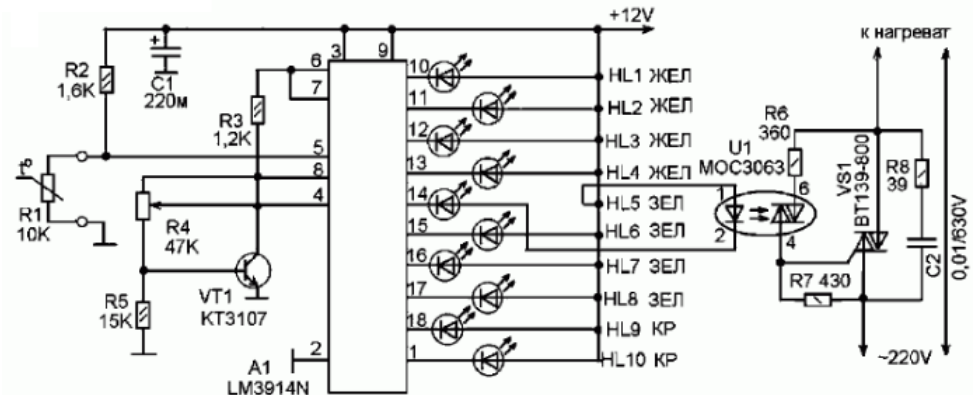 +12V
к нагреват
R2
1,6K
C1
220м
+
R3
1,2K
3
9
6
7
5
8
4
2
10
11
12
13
14
15
16
17
18
1
HL1 ЖЕЛ
HL2 ЖЕЛ
HL3 ЖЕЛ
HL4 ЖЕЛ
HL5 ЗЕЛ
HL6 ЗЕЛ
HL7 ЗЕЛ
HL8 ЗЕЛ
HL9 КР
HL10 КР
t°
R1
10K
R4
47K
R5
15K
VT1
КТ3107
A1
LM3914N
U1
MOC3063
1
2
6
4
R6
360
R7 430
VS1
BT139-800
R8
39
C2
0,01/630V
~220V